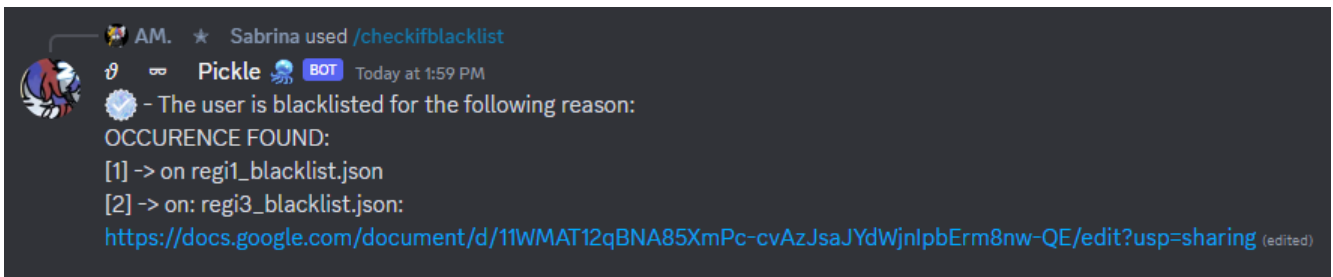 AM. ★ Sabrina used /checkifblacklist
𝜗 Pickle BOT Today at 1:59 PM
- The user is blacklisted for the following reason:
OCCURENCE FOUND:
[1] -> on regi1_blacklist.json
[2] -> on: regi3_blacklist.json:
https://docs.google.com/document/d/11WMAT12qBNA85XmPc-cvAzJsaJYdWjnIpbErm8nw-QE/edit?usp=sharing (edited)